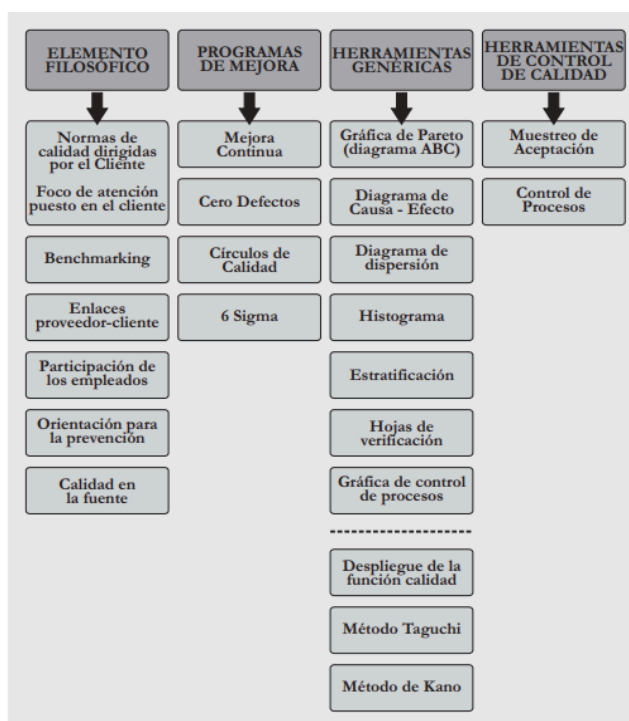 ELEMENTO
FILOSÓFICO
Normas de
calidad dirigidas
por el Cliente
Foco de atención
puesto en el cliente
Benchmarking
Enlaces
proveedor-cliente
Participación de
los empleados
Orientación para
la prevención
Calidad en
la fuente
PROGRAMAS
DE MEJORA
Mejora
Continua
Cero Defectos
Círculos de
Calidad
6 Sigma
HERRAMIENTAS
GENÉRICAS
Gráfica de Pareto
(diagrama ABC)
Diagrama de
Causa - Efecto
Diagrama de
dispersión
Histograma
Estratificación
Hojas de
verificación
Gráfica de control
de procesos
Despliegue de la
función calidad
Método Taguchi
Método de Kano
HERRAMIENTAS
DE CONTROL
DE CALIDAD
Muestreo de
Aceptación
Control de
Procesos